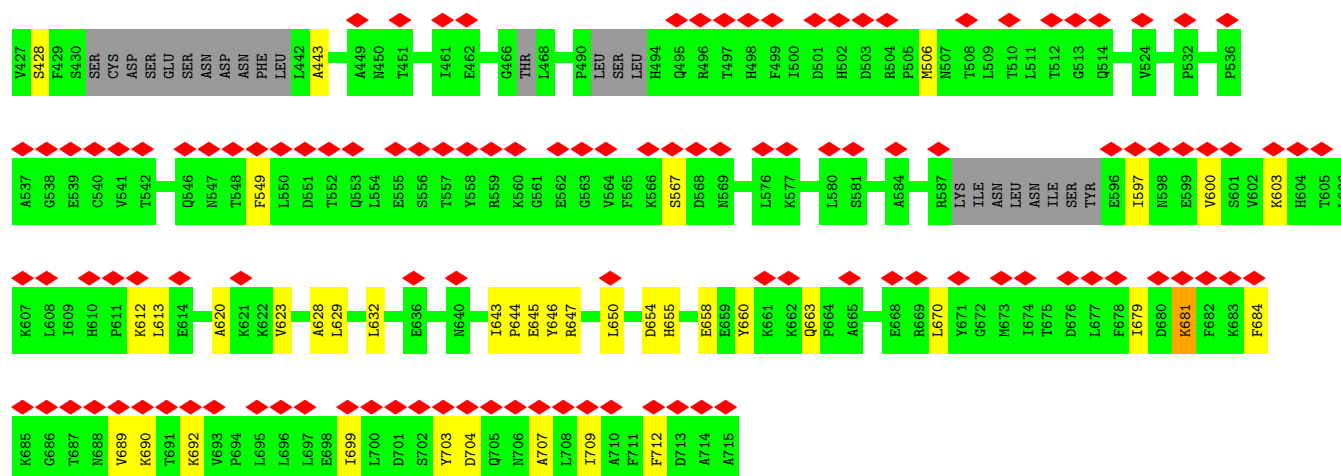 V427 S428 F429 S430 SER CYS ASP SER GLU SER ASN ASP ASN PHE LEU L442 A443 A449 N450 T451 I461 E462 G466 THR L468 P490 LEU SER LEU H494 Q495 R496 T497 H498 F499 I500 D501 H502 D503 R504 P505 M506 N507 T508 L509 T510 L511 T512 G513 Q514 V524 P532 P536
A537 G538 E539 C540 V541 T542 Q546 N547 T548 F549 L550 D551 T552 Q553 L554 E555 S556 T557 Y558 R559 K560 G561 E562 G563 V564 F565 K566 S567 D568 N569 L576 K577 L580 S581 A584 R587 LYS ILE ASN LEU ASN ILE SER TYR E596 I597 N598 E599 V600 S601 V602 K603 H604 T605
K607 L608 I609 H610 P611 K612 L613 E614 A620 K621 K622 V623 A628 L629 L632 E636 N640 I643 P644 E645 Y646 R647 L650 D654 H655 E658 E659 Y660 K661 K662 Q663 P664 A665 E668 R669 L670 Y671 G672 M673 I674 T675 D676 L677 F678 I679 D680 K681 F682 K683 F684
K685 G686 T687 N688 V689 K690 T691 K692 V693 P694 L695 L696 L697 E698 I699 L700 D701 S702 Y703 D704 Q705 N706 A707 L708 I709 A710 F711 F712 D713 A714 A715